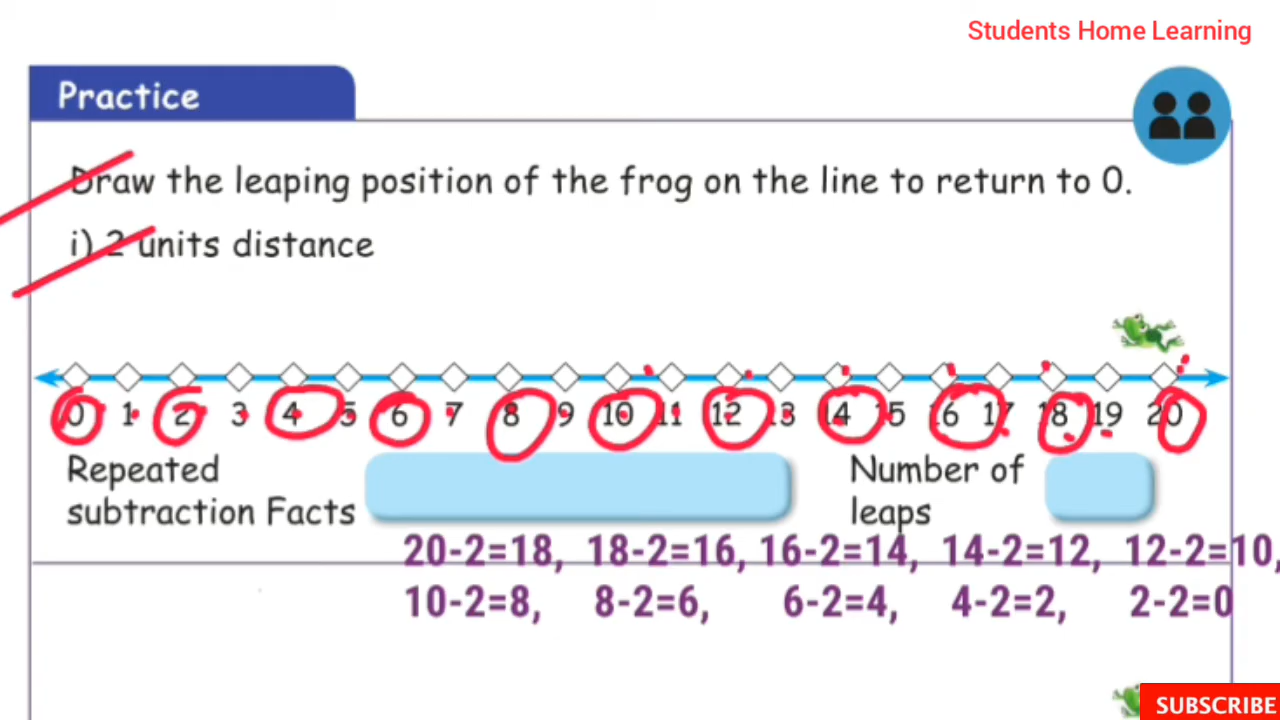 Students Home Learning
Practice
Draw the leaping position of the frog on the line to return to 0.
i) 2 units distance
0 1 2 3 4 5 6 7 8 9 10 11 12 13 14 15 16 17 18 19 20
Repeated subtraction Facts
Number of leaps
20-2=18, 18-2=16, 16-2=14, 14-2=12, 12-2=10,
10-2=8, 8-2=6, 6-2=4, 4-2=2, 2-2=0
SUBSCRIBE